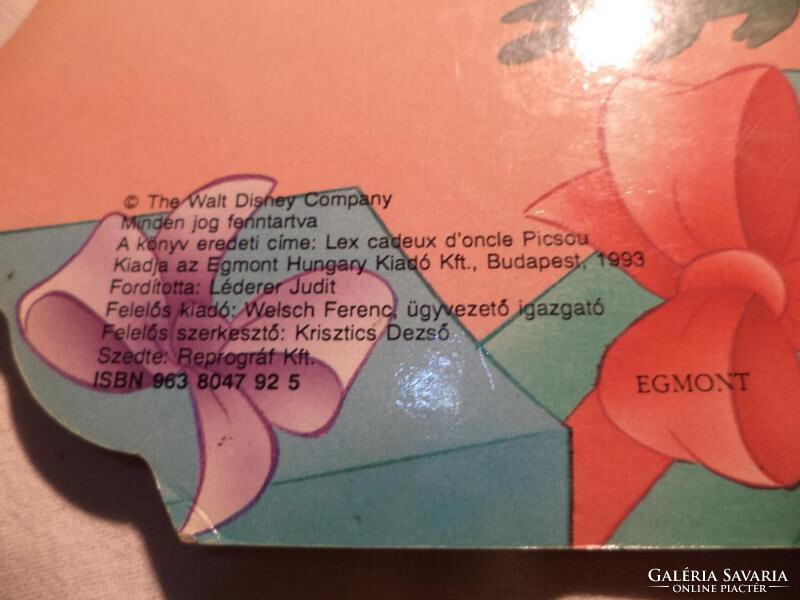 © The Walt Disney Company
Minden jog fenntartva
A könyv eredeti címe: Lex cadeux d'oncle Picsou
Kiadja az Egmont Hungary Kiadó Kft., Budapest, 1993
Fordította: Léderer Judit
Felelős kiadó: Welsch Ferenc, ügyvezető igazgató
Felelős szerkesztő: Krisztics Dezső
Szedte: Reprográf Kft.
ISBN 963 8047 92 5
EGMONT
GALÉRIA SAVARIA
ONLINE PIACTÉR